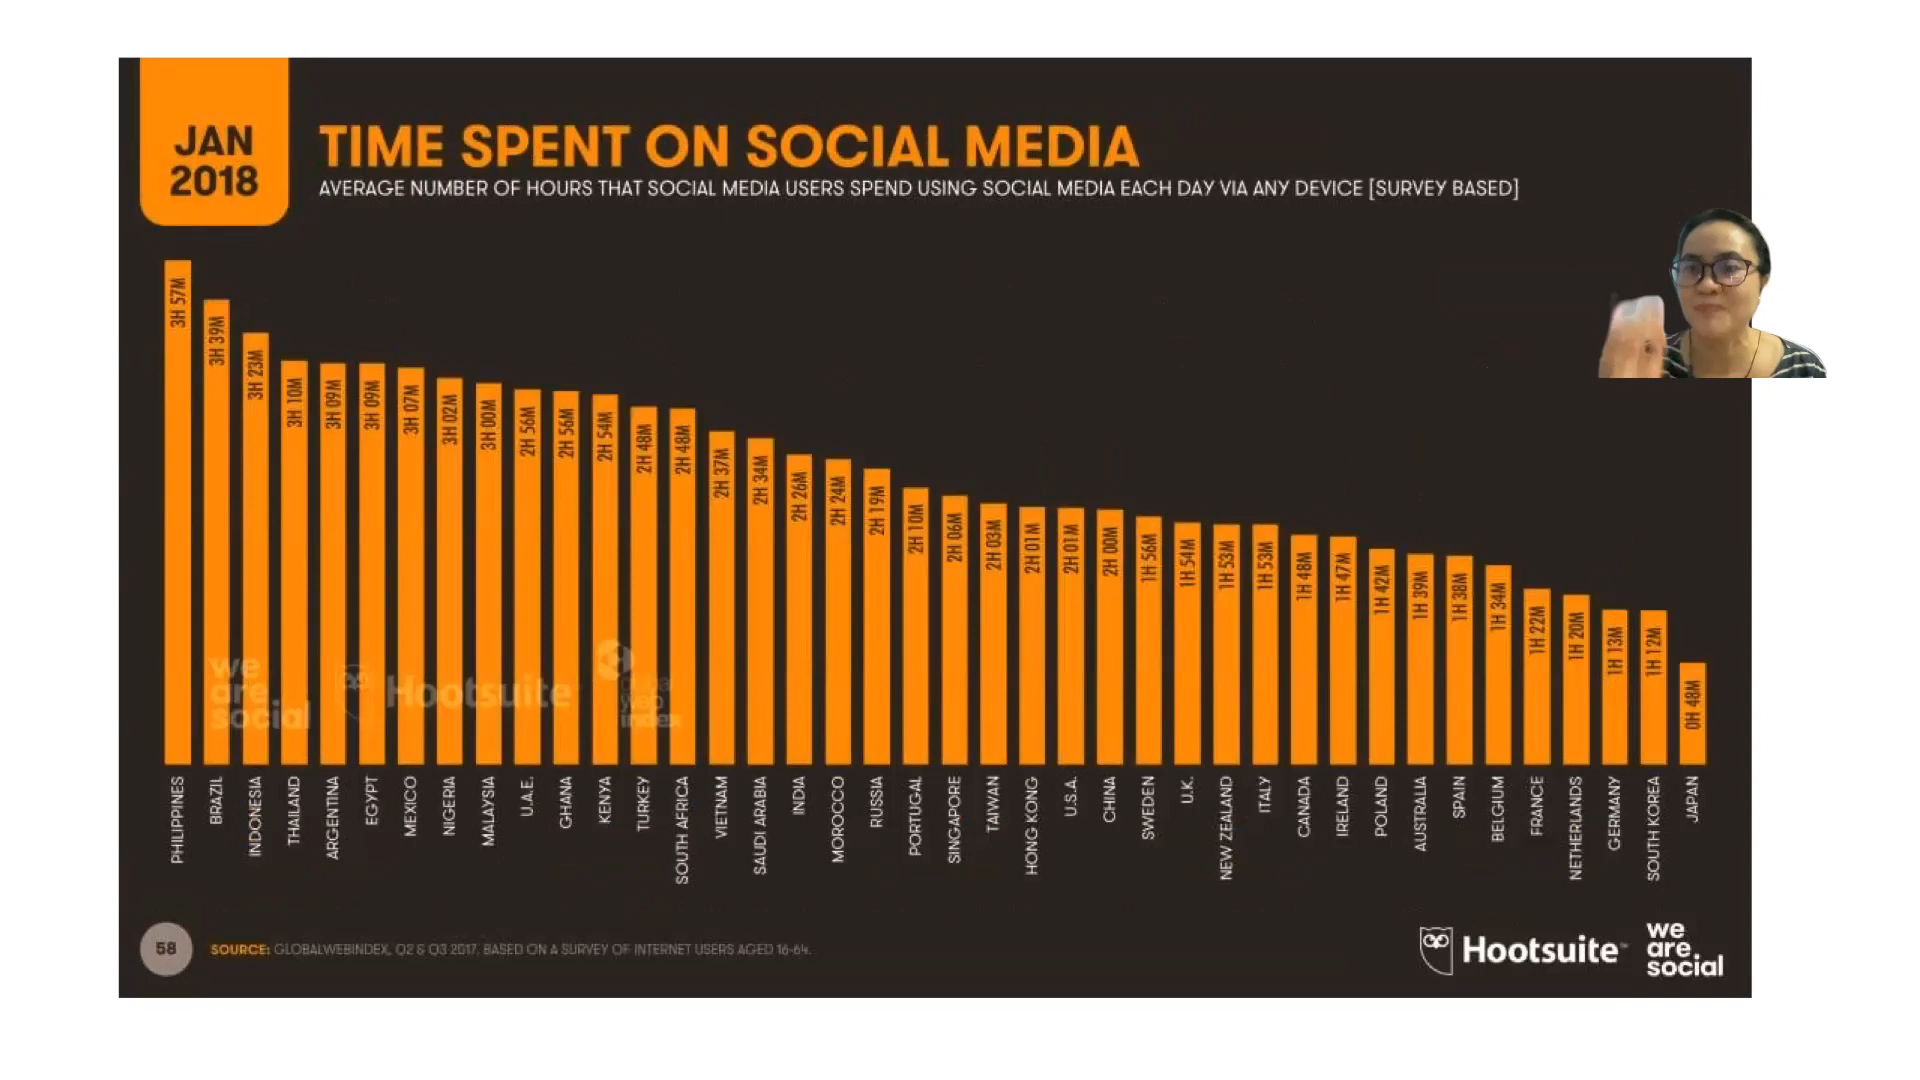 JAN
2018
TIME SPENT ON SOCIAL MEDIA
AVERAGE NUMBER OF HOURS THAT SOCIAL MEDIA USERS SPEND USING SOCIAL MEDIA EACH DAY VIA ANY DEVICE [SURVEY BASED]
3H 57M
3H 39M
3H 23M
3H 10M
3H 09M
3H 09M
3H 07M
3H 02M
3H 00M
2H 56M
2H 56M
2H 54M
2H 48M
2H 48M
2H 37M
2H 34M
2H 26M
2H 24M
2H 19M
2H 10M
2H 06M
2H 03M
2H 01M
2H 01M
2H 00M
1H 56M
1H 54M
1H 53M
1H 53M
1H 48M
1H 47M
1H 42M
1H 39M
1H 38M
1H 34M
1H 22M
1H 20M
1H 13M
1H 12M
0H 48M
we
are
social
Hootsuite
web
index
PHILIPPINES
BRAZIL
INDONESIA
THAILAND
ARGENTINA
EGYPT
MEXICO
NIGERIA
MALAYSIA
U.A.E.
GHANA
KENYA
TURKEY
SOUTH AFRICA
VIETNAM
SAUDI ARABIA
INDIA
MOROCCO
RUSSIA
PORTUGAL
SINGAPORE
TAIWAN
HONG KONG
U.S.A.
CHINA
SWEDEN
U.K.
NEW ZEALAND
ITALY
CANADA
IRELAND
POLAND
AUSTRALIA
SPAIN
BELGIUM
FRANCE
NETHERLANDS
GERMANY
SOUTH KOREA
JAPAN
58
SOURCE: GLOBALWEBINDEX, Q2 & Q3 2017. BASED ON A SURVEY OF INTERNET USERS AGED 16-64.
Hootsuite™
we
are
social